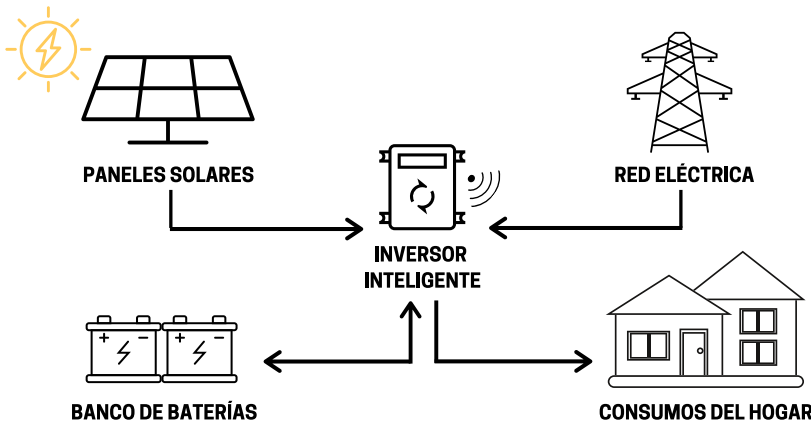 PANELES SOLARES
RED ELÉCTRICA
INVERSOR
INTELIGENTE
+ - + -
BANCO DE BATERÍAS
CONSUMOS DEL HOGAR